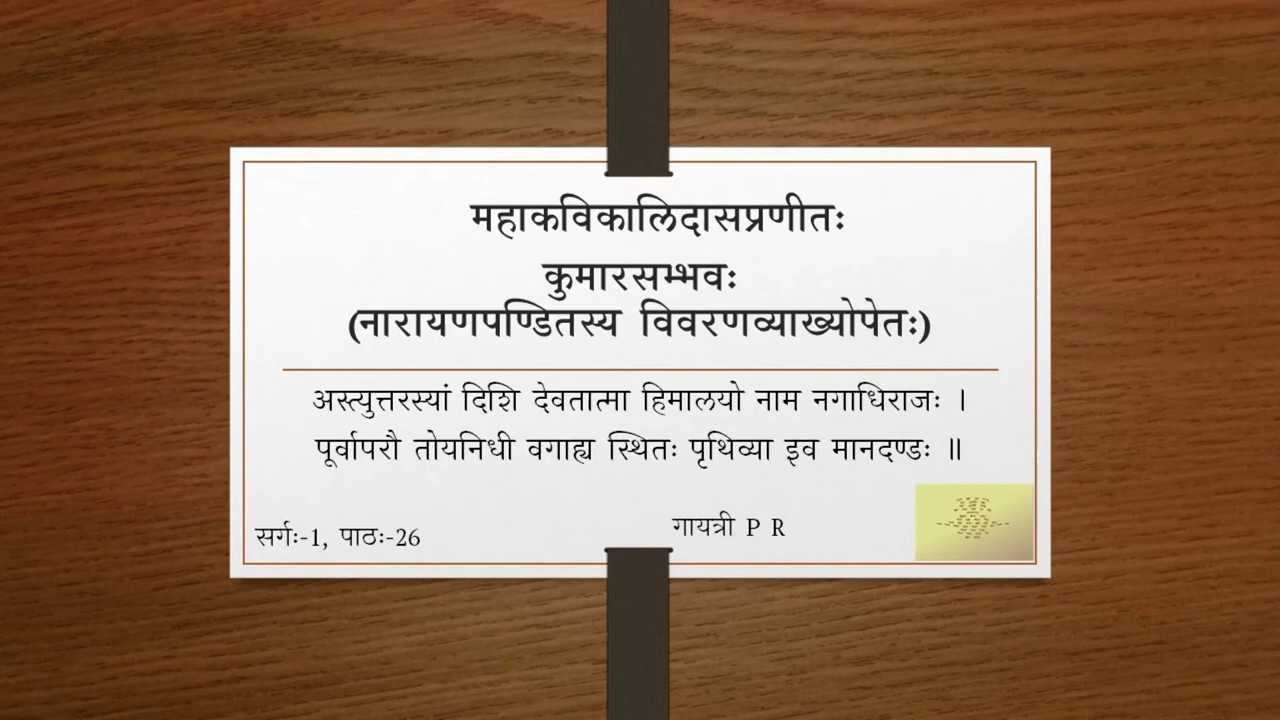 महाकविकालिदासप्रणीतः
कुमारसम्भवः
(नारायणपण्डितस्य विवरणव्याख्योपेतः)
अस्त्युत्तरस्यां दिशि देवतात्मा हिमालयो नाम नगाधिराजः ।
पूर्वापरौ तोयनिधी वगाह्य स्थितः पृथिव्या इव मानदण्डः ॥
सर्गः-1, पाठः-26
गायत्री P R